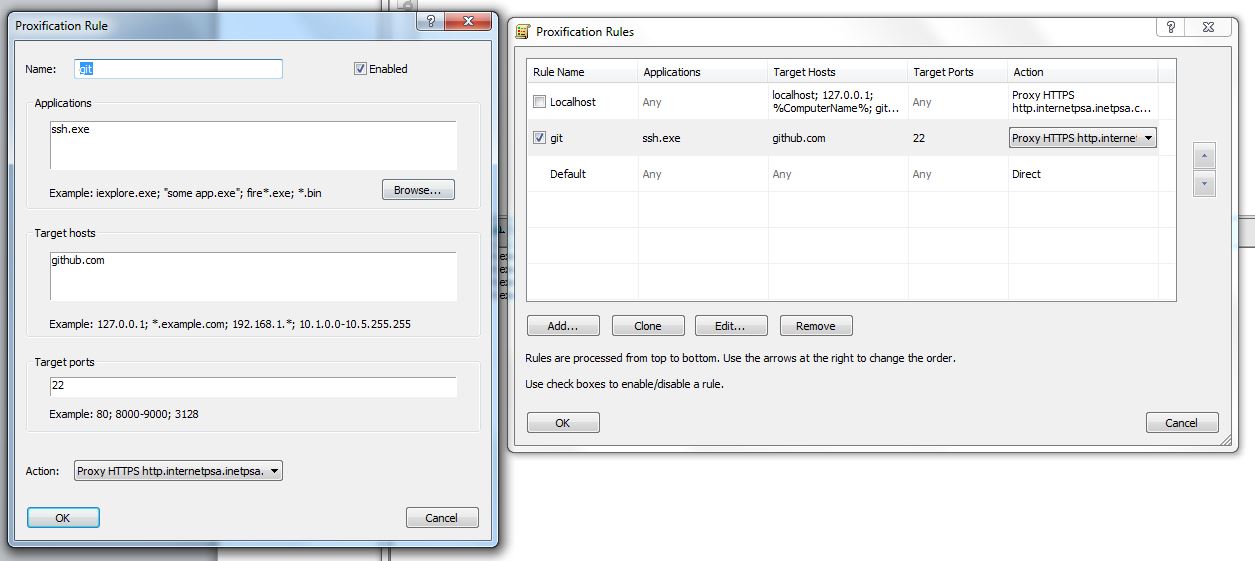 Proxification Rule
Name:
git
Enabled
Applications
ssh.exe
Example: iexplore.exe; "some app.exe"; fire*.exe; *.bin
Browse...
Target hosts
github.com
Example: 127.0.0.1; *.example.com; 192.168.1.*; 10.1.0.0-10.5.255.255
Target ports
22
Example: 80; 8000-9000; 3128
Action:
Proxy HTTPS http.internetpsa.inetpsa.
OK
Cancel
Proxification Rules
Rule Name Applications Target Hosts Target Ports Action
Localhost Any localhost; 127.0.0.1; %ComputerName%; git... Any Proxy HTTPS http.internetpsa.inetpsa.c...
git ssh.exe github.com 22 Proxy HTTPS http.internet
Default Any Any Any Direct
Add...
Clone
Edit...
Remove
Rules are processed from top to bottom. Use the arrows at the right to change the order.
Use check boxes to enable/disable a rule.
OK
Cancel